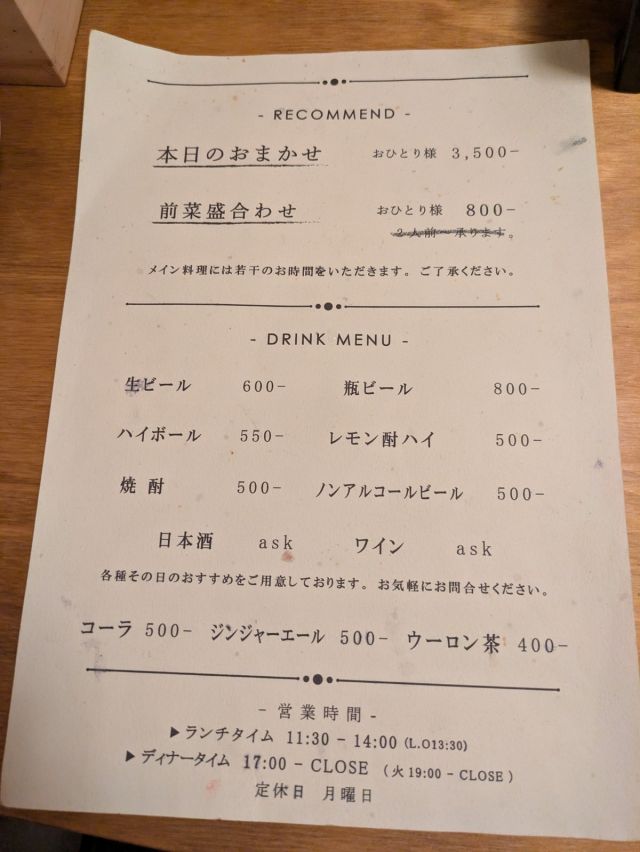 - RECOMMEND -
本日のおまかせ おひとり様 3,500-
前菜盛合わせ おひとり様 800-
2人前〜承ります。
メイン料理には若干のお時間をいただきます。ご了承ください。
- DRINK MENU -
生ビール 600- 瓶ビール 800-
ハイボール 550- レモン酎ハイ 500-
焼酎 500- ノンアルコールビール 500-
日本酒 ask ワイン ask
各種その日のおすすめをご用意しております。お気軽にお問合せください。
コーラ 500- ジンジャーエール 500- ウーロン茶 400-
- 営業時間 -
▶ランチタイム 11:30 - 14:00 (L.O13:30)
▶ディナータイム 17:00 - CLOSE (火 19:00 - CLOSE)
定休日 月曜日